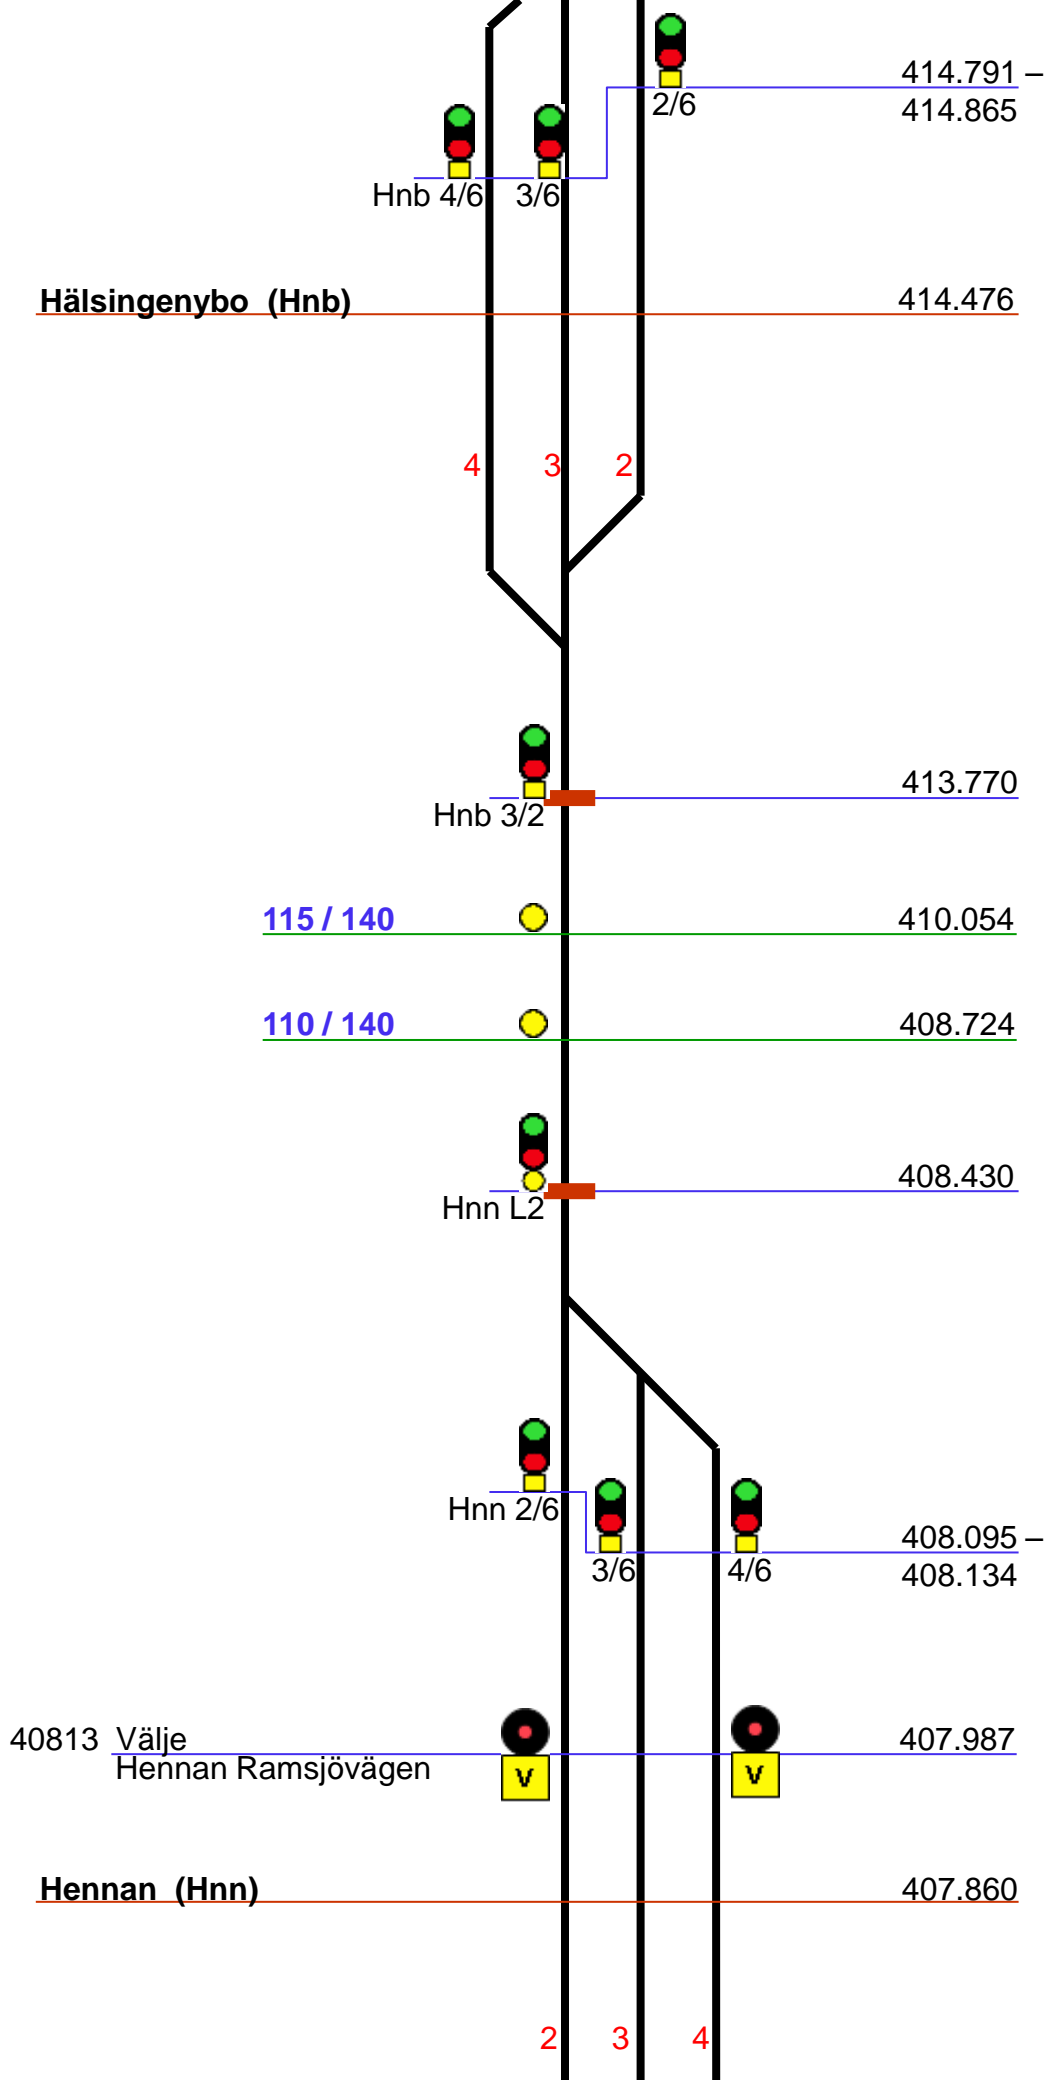 414.791 –
2/6
414.865
Hnb 4/6 3/6
Hälsingenybo (Hnb) 414.476
4 3 2
413.770
Hnb 3/2
115 / 140 410.054
110 / 140 408.724
408.430
Hnn L2
Hnn 2/6
408.095 –
3/6 4/6 408.134
40813 Välje 407.987
Hennan Ramsjövägen V V
Hennan (Hnn) 407.860
2 3 4